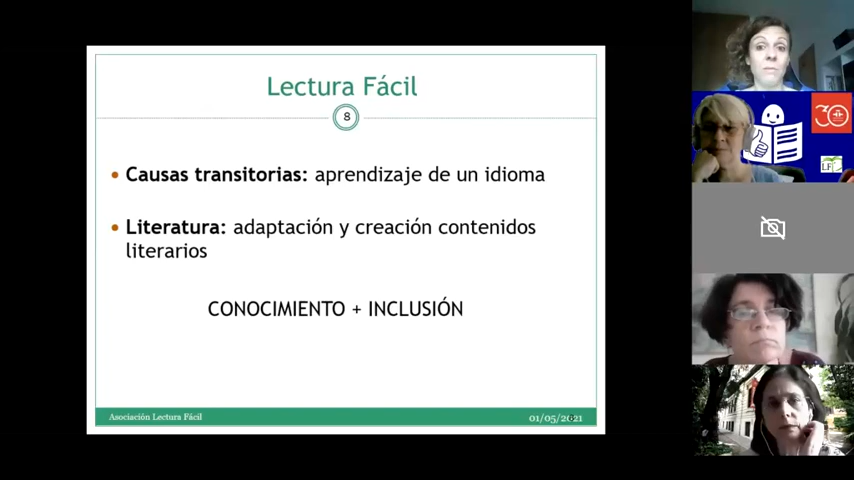 Lectura Fácil
8
• Causas transitorias: aprendizaje de un idioma
• Literatura: adaptación y creación contenidos
literarios
CONOCIMIENTO + INCLUSIÓN
Asociación Lectura Fácil
01/05/2021
30
LF